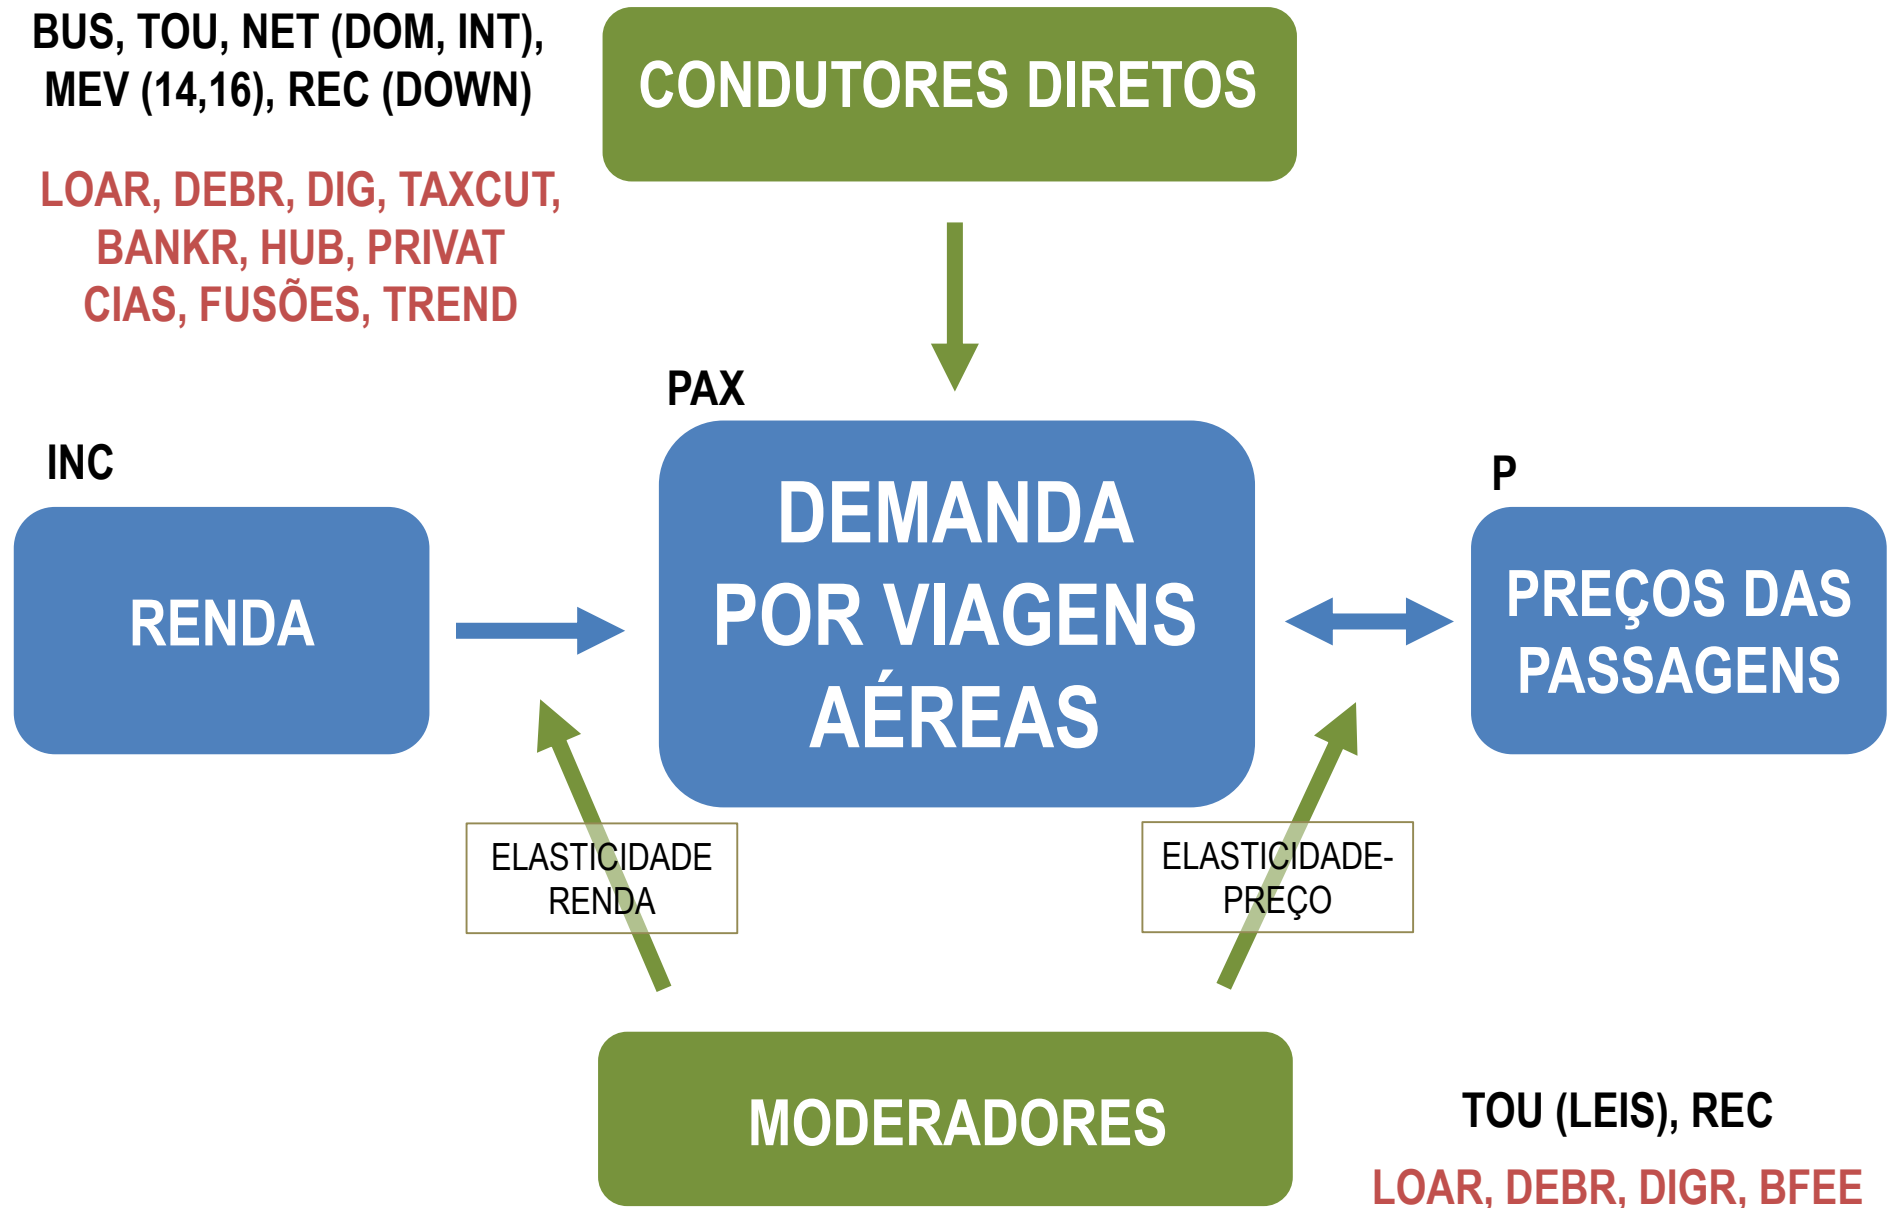 BUS, TOU, NET (DOM, INT),
MEV (14,16), REC (DOWN)
LOAR, DEBR, DIG, TAXCUT,
BANKR, HUB, PRIVAT
CIAS, FUSÕES, TREND
CONDUTORES DIRETOS
PAX
INC
P
RENDA
DEMANDA
POR VIAGENS
AÉREAS
PREÇOS DAS
PASSAGENS
ELASTICIDADE
RENDA
ELASTICIDADE-
PREÇO
MODERADORES
TOU (LEIS), REC
LOAR, DEBR, DIGR, BFEE